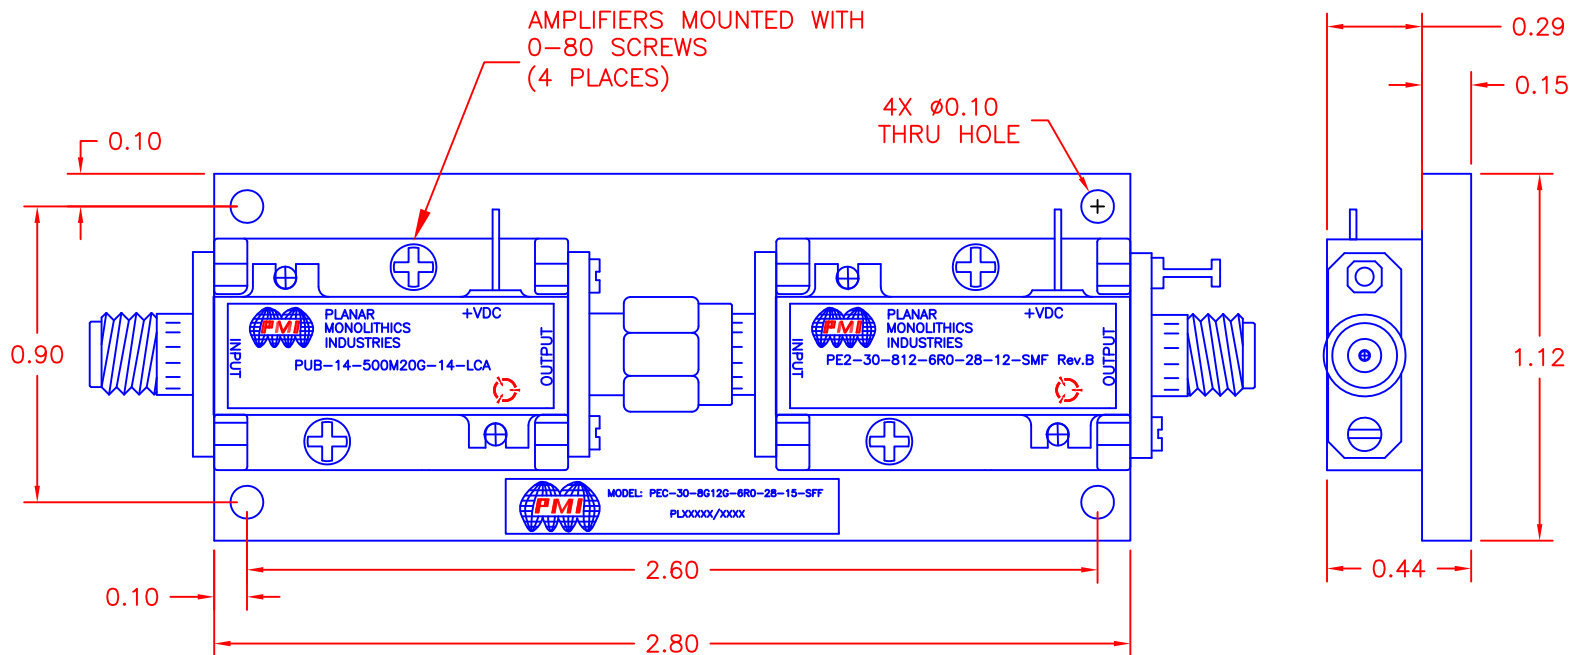 AMPLIFIERS MOUNTED WITH
0-80 SCREWS
(4 PLACES)
4X ø0.10
THRU HOLE
0.29
0.15
0.10
0.90
1.12
PMI
PLANAR
MONOLITHICS
INDUSTRIES
+VDC
INPUT
OUTPUT
PUB-14-500M20G-14-LCA
PMI
PLANAR
MONOLITHICS
INDUSTRIES
+VDC
INPUT
OUTPUT
PE2-30-812-6R0-28-12-SMF Rev.B
PMI
MODEL: PEC-30-8G12G-6R0-28-15-SFF
PLXXXXX/XXXX
2.60
0.10
2.80
0.44